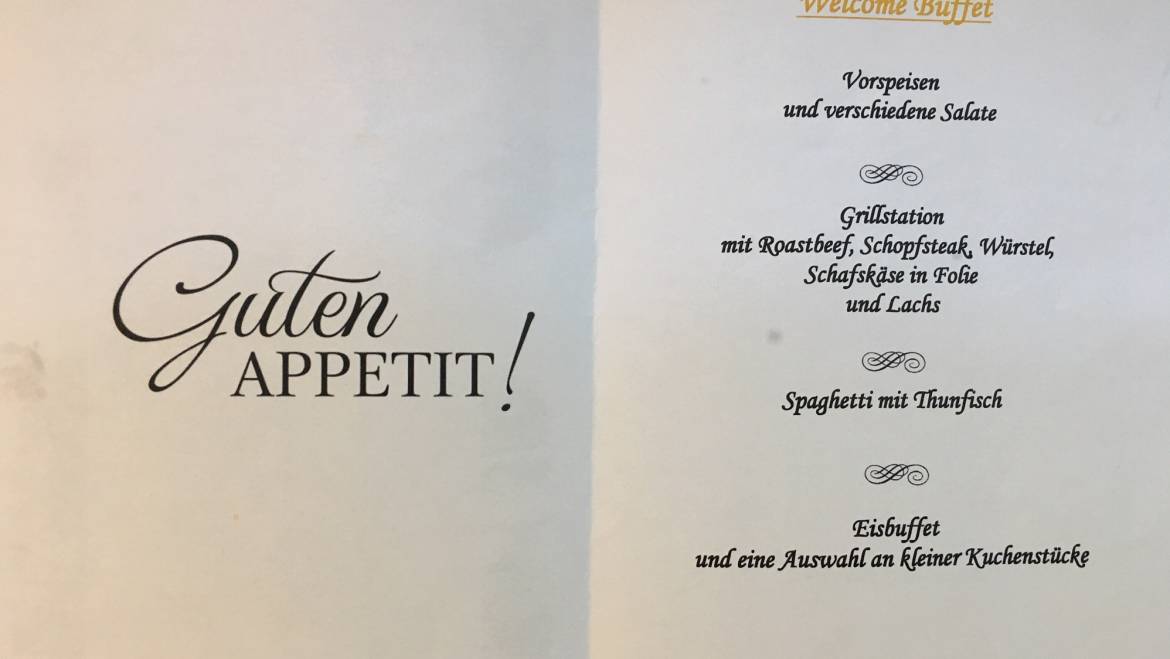 Guten
APPETIT!
Welcome Buffet
Vorspeisen
und verschiedene Salate
Grillstation
mit Roastbeef, Schopfsteak, Würstel,
Schafskäse in Folie
und Lachs
Spaghetti mit Thunfisch
Eisbuffet
und eine Auswahl an kleiner Kuchenstücke